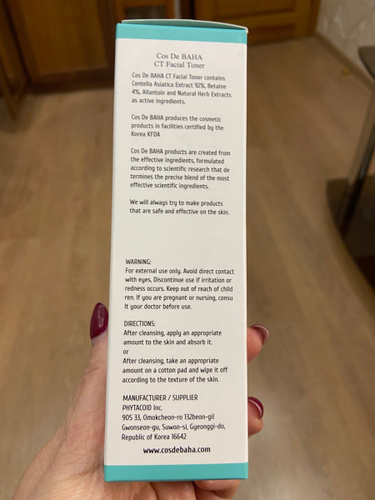 Cos De BAHA
CT Facial Toner
Cos De BAHA CT Facial Toner contains
Centella Asiatica Extract 92%, Betaine
4%, Allantoin and Natural Herb Extracts
as active ingredients.
Cos De BAHA produces the cosmetic
products in facilities certified by the
Korea KFDA
Cos De BAHA products are created from
the effective ingredients, formulated
according to scientific research that de
termines the precise blend of the most
effective scientific ingredients.
We will always try to make products
that are safe and effective on the skin.
WARNING:
For external use only. Avoid direct contact
with eyes, Discontinue use if irritation or
redness occurs. Keep out of reach of child
ren. If you are pregnant or nursing, consu
lt your doctor before use.
DIRECTIONS:
After cleansing, apply an appropriate
amount to the skin and absorb it.
or
After cleansing, take an appropriate
amount on a cotton pad and wipe it off
according to the texture of the skin.
MANUFACTURER / SUPPLIER
PHYTACOID Inc.
905 33, Omokcheon-ro 132beon-gil
Gwonseon-gu, Suwon-si, Gyeonggi-do,
Republic of Korea 16642
www.cosdebaha.com